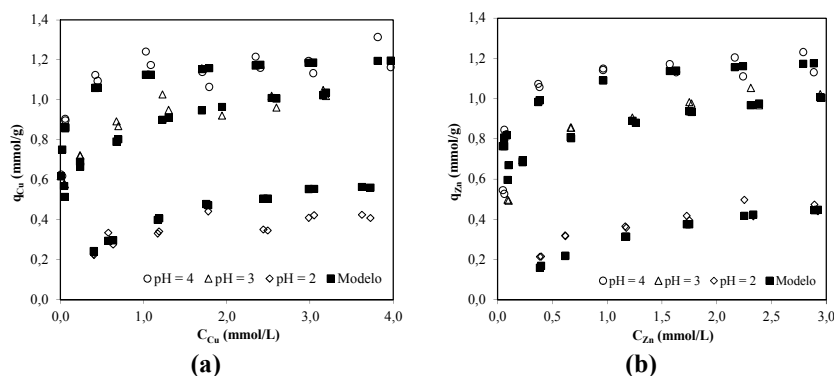 1,4
1,2
1,0
0,8
0,6
0,4
0,2
0,0
q_Cu (mmol/g)
pH = 4 pH = 3 pH = 2 Modelo
0,0 1,0 2,0 3,0 4,0
C_Cu (mmol/L)
(a)
1,4
1,2
1,0
0,8
0,6
0,4
0,2
0,0
q_Zn (mmol/g)
pH = 4 pH = 3 pH = 2 Modelo
0,0 0,5 1,0 1,5 2,0 2,5 3,0
C_Zn (mmol/L)
(b)